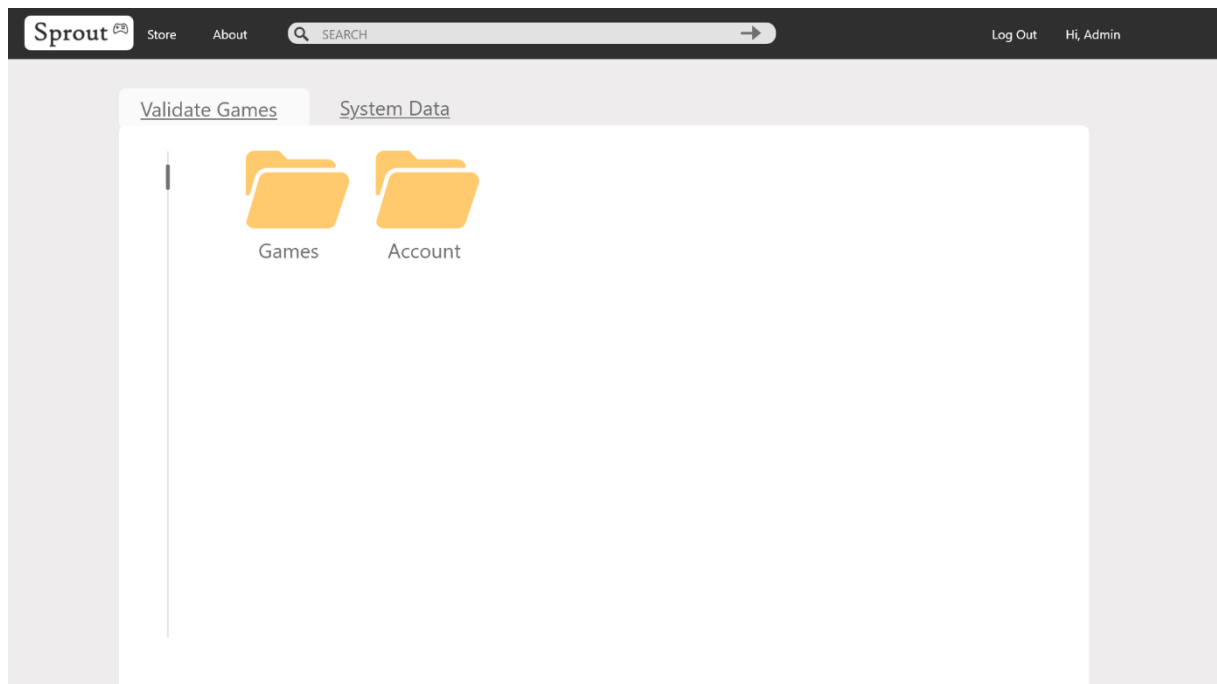 Sprout Store About SEARCH Log Out Hi, Admin
Validate Games System Data
Games Account